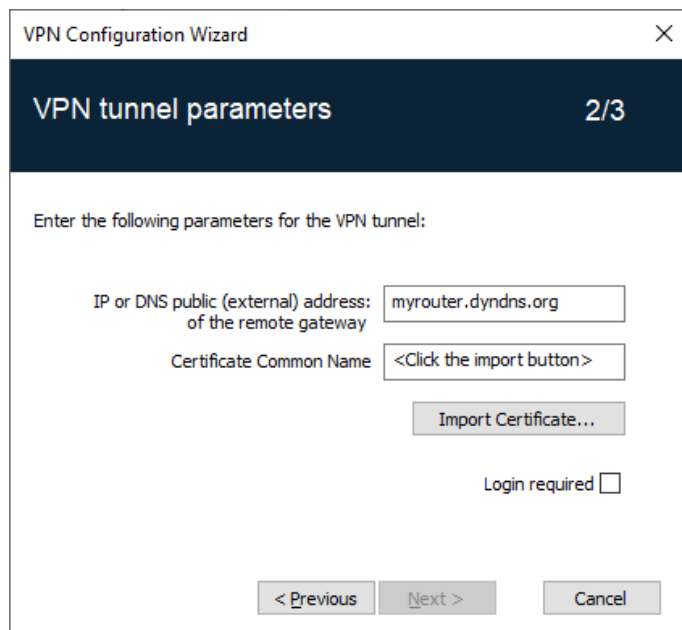 VPN Configuration Wizard
VPN tunnel parameters 2/3
Enter the following parameters for the VPN tunnel:
IP or DNS public (external) address: myrouter.dyndns.org
of the remote gateway
Certificate Common Name <Click the import button>
Import Certificate...
Login required
< Previous Next > Cancel